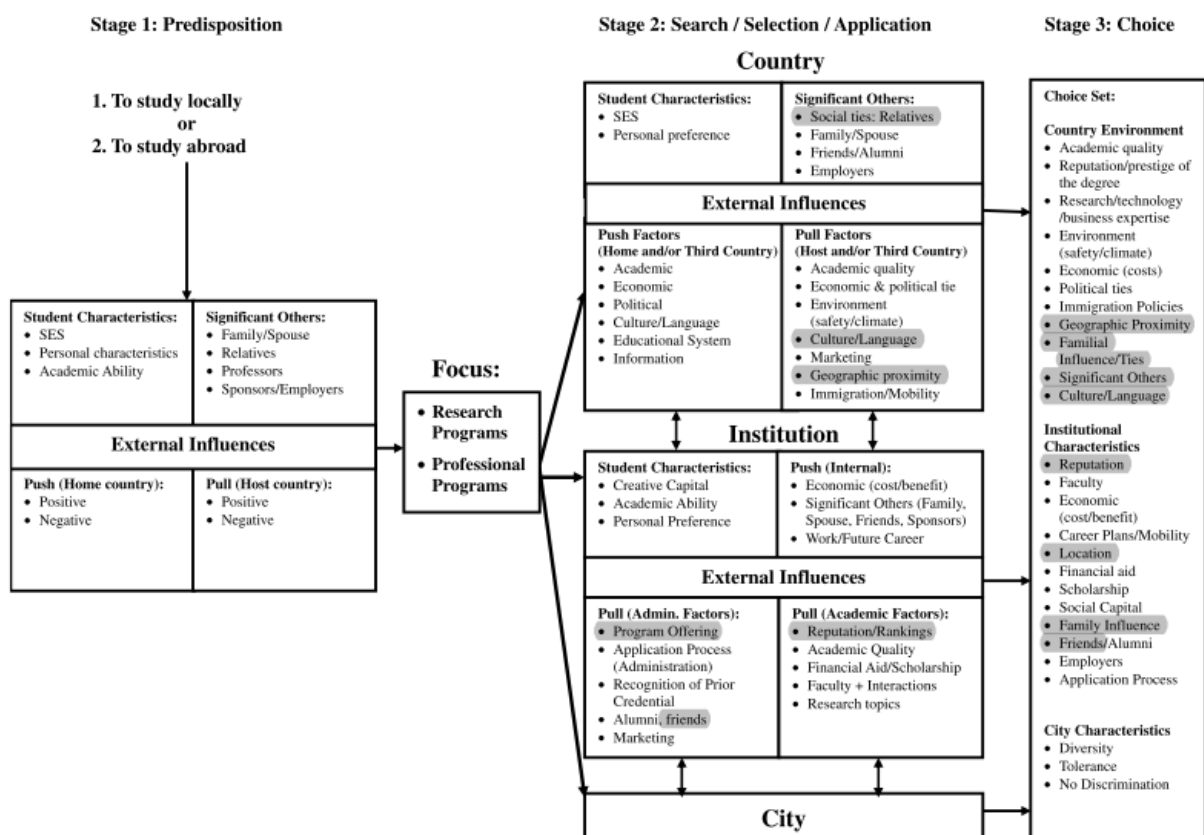 Stage 1: Predisposition
1. To study locally
or
2. To study abroad
Student Characteristics:
• SES
• Personal characteristics
• Academic Ability
Significant Others:
• Family/Spouse
• Relatives
• Professors
• Sponsors/Employers
External Influences
Push (Home country):
• Positive
• Negative
Pull (Host country):
• Positive
• Negative
Focus:
• Research
Programs
• Professional
Programs
Stage 2: Search / Selection / Application
Country
Student Characteristics:
• SES
• Personal preference
Significant Others:
• Social ties: Relatives
• Family/Spouse
• Friends/Alumni
• Employers
External Influences
Push Factors
(Home and/or Third Country)
• Academic
• Economic
• Political
• Culture/Language
• Educational System
• Information
Pull Factors
(Host and/or Third Country)
• Academic quality
• Economic & political tie
• Environment
(safety/climate)
• Culture/Language
• Marketing
• Geographic proximity
• Immigration/Mobility
Institution
Student Characteristics:
• Creative Capital
• Academic Ability
• Personal Preference
Push (Internal):
• Economic (cost/benefit)
• Significant Others (Family,
Spouse, Friends, Sponsors)
• Work/Future Career
External Influences
Pull (Admin. Factors):
• Program Offering
• Application Process
(Administration)
• Recognition of Prior
Credential
• Alumni, friends
• Marketing
Pull (Academic Factors):
• Reputation/Rankings
• Academic Quality
• Financial Aid/Scholarship
• Faculty + Interactions
• Research topics
City
Stage 3: Choice
Choice Set:
Country Environment
• Academic quality
• Reputation/prestige of
the degree
• Research/technology
/business expertise
• Environment
(safety/climate)
• Economic (costs)
• Political ties
• Immigration Policies
• Geographic Proximity
• Familial
Influence/Ties
• Significant Others
• Culture/Language
Institutional
Characteristics
• Reputation
• Faculty
• Economic
(cost/benefit)
• Career Plans/Mobility
• Location
• Financial aid
• Scholarship
• Social Capital
• Family Influence
• Friends/Alumni
• Employers
• Application Process
City Characteristics
• Diversity
• Tolerance
• No Discrimination